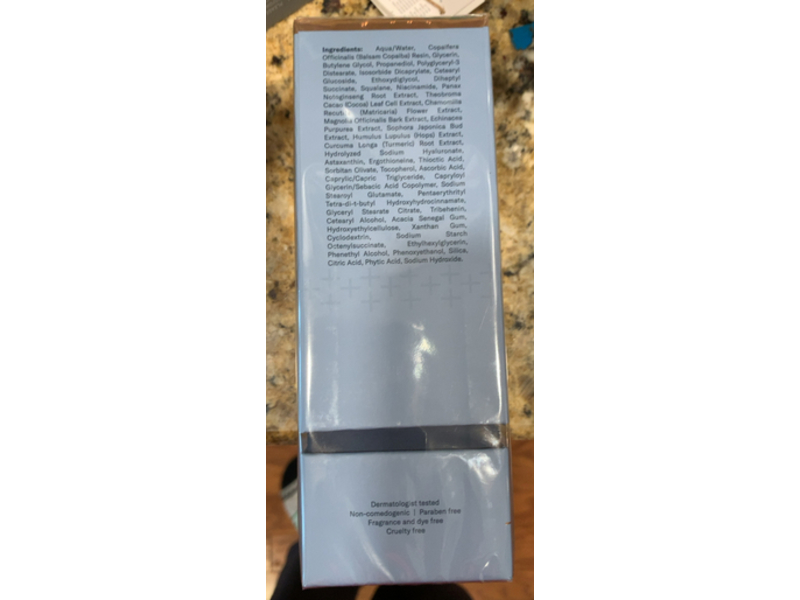 Ingredients: Aqua/Water, Copaifera
Officinalis (Balsam Copaiba) Resin, Glycerin,
Butylene Glycol, Propanediol, Polyglyceryl-3
Distearate, Isosorbide Dicaprylate, Cetearyl
Glucoside, Ethoxydiglycol, Diheptyl
Succinate, Squalane, Niacinamide, Panax
Notoginseng Root Extract, Theobroma
Cacao (Cocoa) Leaf Cell Extract, Chamomilla
Recutita (Matricaria) Flower Extract,
Magnolia Officinalis Bark Extract, Echinacea
Purpurea Extract, Sophora Japonica Bud
Extract, Humulus Lupulus (Hops) Extract,
Curcuma Longa (Turmeric) Root Extract,
Hydrolyzed Sodium Hyaluronate,
Astaxanthin, Ergothioneine, Thioctic Acid,
Sorbitan Olivate, Tocopherol, Ascorbic Acid,
Caprylic/Capric Triglyceride, Capryloyl
Glycerin/Sebacic Acid Copolymer, Sodium
Stearoyl Glutamate, Pentaerythrityl
Tetra-di-t-butyl Hydroxyhydrocinnamate,
Glyceryl Stearate Citrate, Tribehenin,
Cetearyl Alcohol, Acacia Senegal Gum,
Hydroxyethylcellulose, Xanthan Gum,
Cyclodextrin, Sodium Starch
Octenylsuccinate, Ethylhexylglycerin,
Phenethyl Alcohol, Phenoxyethanol, Silica,
Citric Acid, Phytic Acid, Sodium Hydroxide.
Dermatologist tested
Non-comedogenic | Paraben free
Fragrance and dye free
Cruelty free